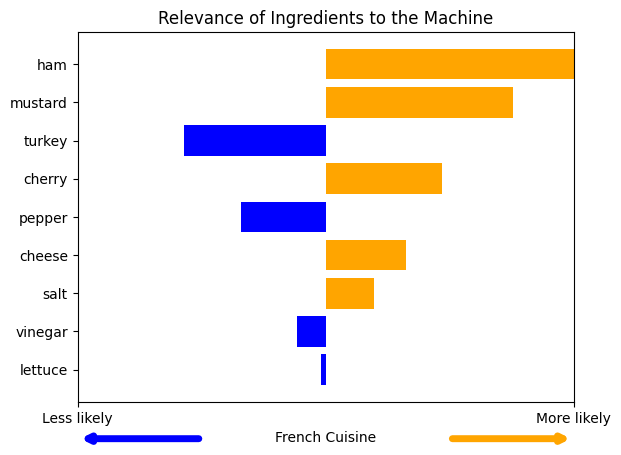 Relevance of Ingredients to the Machine
ham
mustard
turkey
cherry
pepper
cheese
salt
vinegar
lettuce
Less likely More likely
French Cuisine